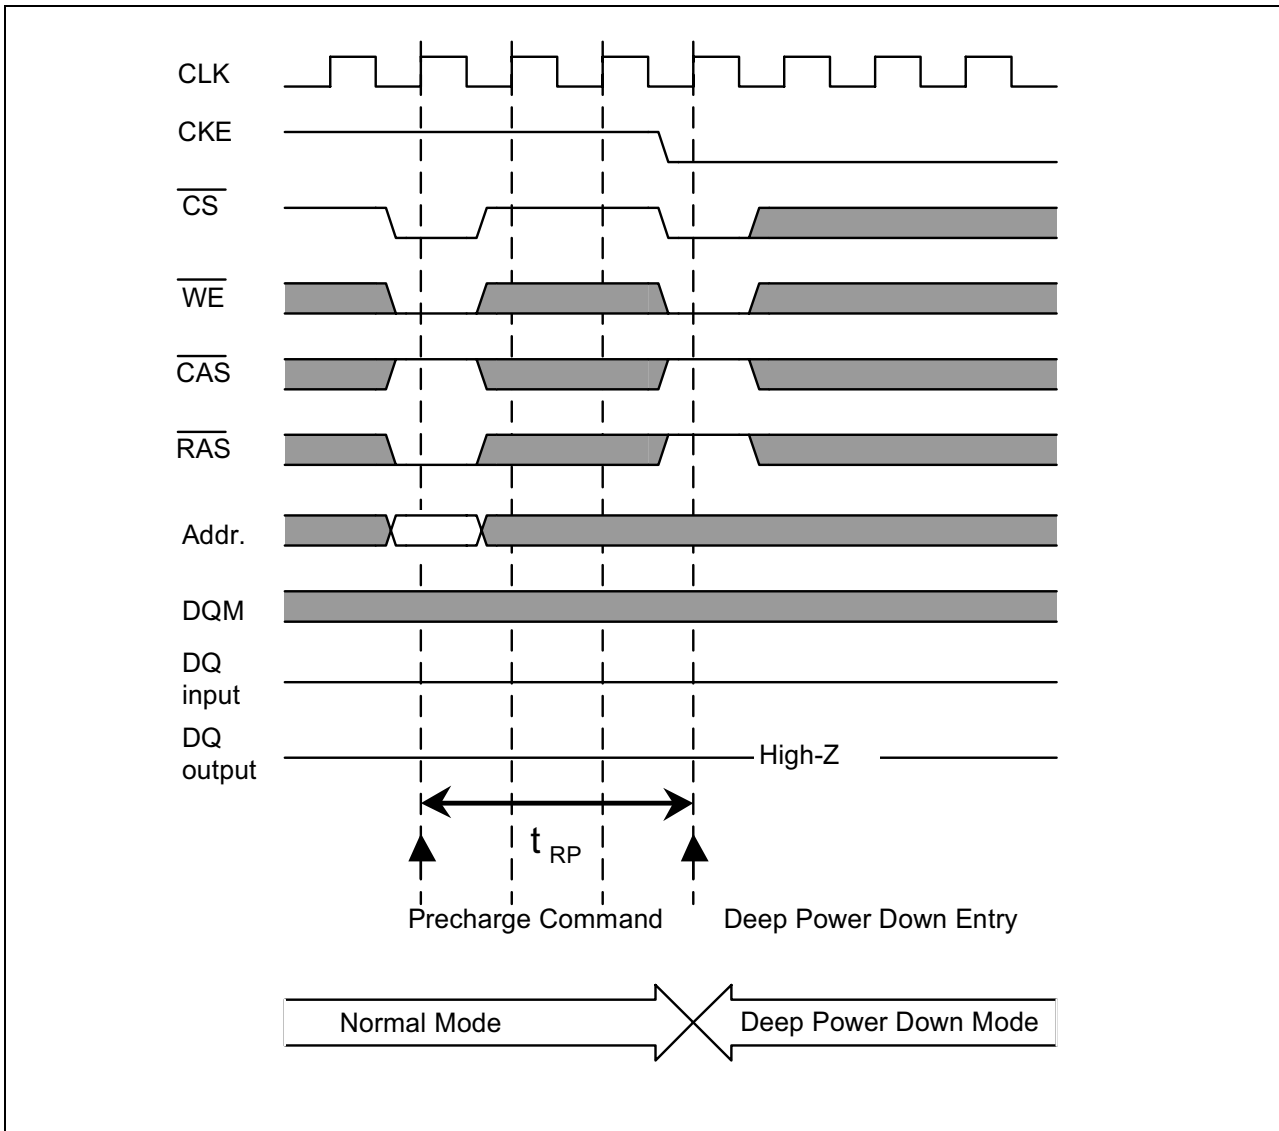 CLK
CKE
CS
WE
CAS
RAS
Addr.
DQM
DQ
input
DQ
output
High-Z
t RP
Precharge Command
Deep Power Down Entry
Normal Mode
Deep Power Down Mode